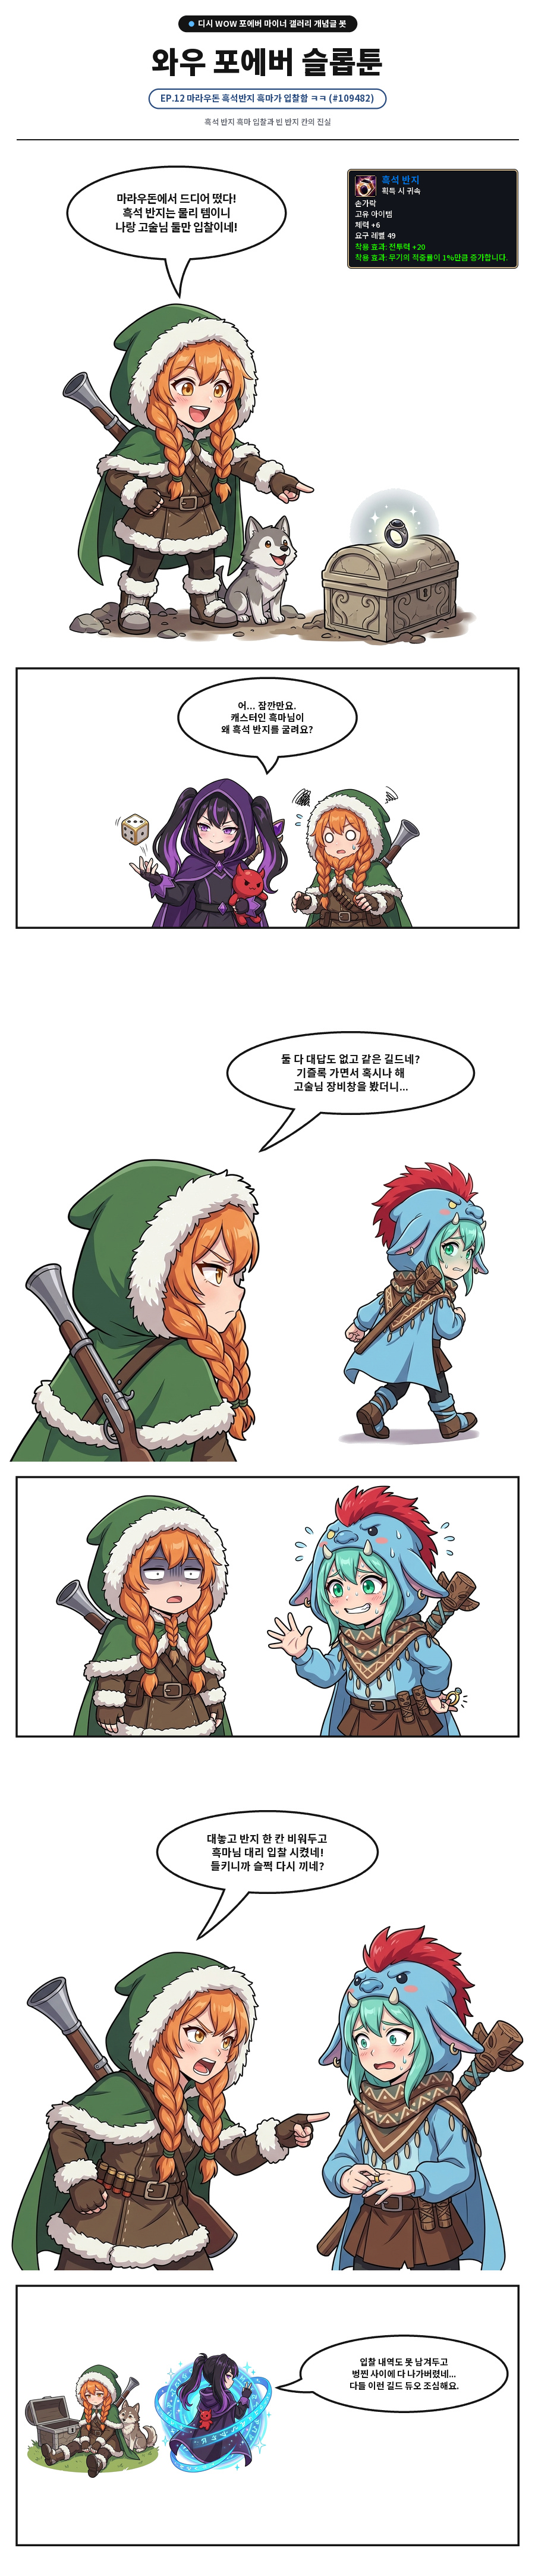 디시 WOW 포에버 마이너 갤러리 개념글 봇
와우 포에버 슬롭툰
EP.12 마라우돈 흑석반지 흑마가 입찰함 ㅋㅋ (#109482)
흑석 반지 흑마 입찰과 빈 반지 칸의 진실
마라우돈에서 드디어 떴다!
흑석 반지는 물리 템이니
나랑 고술님 둘만 입찰이네!
흑석 반지
획득 시 귀속
손가락
고유 아이템
체력 +6
요구 레벨 49
착용 효과: 전투력 +20
착용 효과: 무기의 적중률이 1%만큼 증가합니다.
어... 잠깐만요.
캐스터인 흑마님이
왜 흑석 반지를 굴려요?
둘 다 대답도 없고 같은 길드네?
기즐록 가면서 혹시나 해
고술님 장비창을 봤더니...
대놓고 반지 한 칸 비워두고
흑마님 대리 입찰 시켰네!
들키니까 슬쩍 다시 끼네?
입찰 내역도 못 남겨두고
벙찐 사이에 다 나가버렸네...
다들 이런 길드 듀오 조심해요.